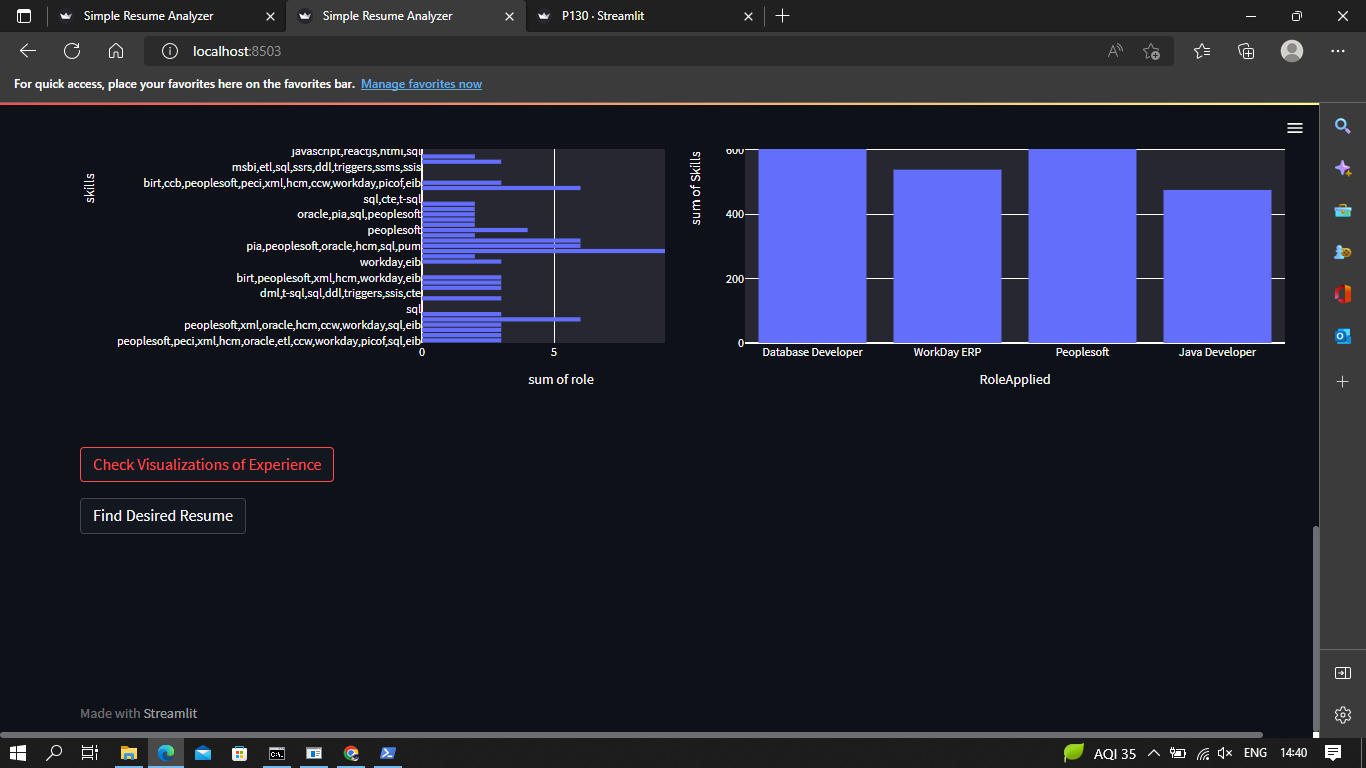 Simple Resume Analyzer
Simple Resume Analyzer
P130 · Streamlit
localhost:8503
For quick access, place your favorites here on the favorites bar. Manage favorites now
skills
javascript,reactjs,html,sql
msbi,etl,sql,ssrs,ddl,triggers,ssms,ssis
birt,ccb,peoplesoft,peci,xml,hcm,ccw,workday,picof,eib
sql,cte,t-sql
oracle,pia,sql,peoplesoft
peoplesoft
pia,peoplesoft,oracle,hcm,sql,pum
workday,eib
birt,peoplesoft,xml,hcm,workday,eib
dml,t-sql,sql,ddl,triggers,ssis,cte
sql
peoplesoft,xml,oracle,hcm,ccw,workday,sql,eib
peoplesoft,peci,xml,hcm,oracle,etl,ccw,workday,picof,sql,eib
0 5
sum of role
sum of Skills
600
400
200
0
Database Developer WorkDay ERP Peoplesoft Java Developer
RoleApplied
Check Visualizations of Experience
Find Desired Resume
Made with Streamlit
AQI 35 ENG 14:40